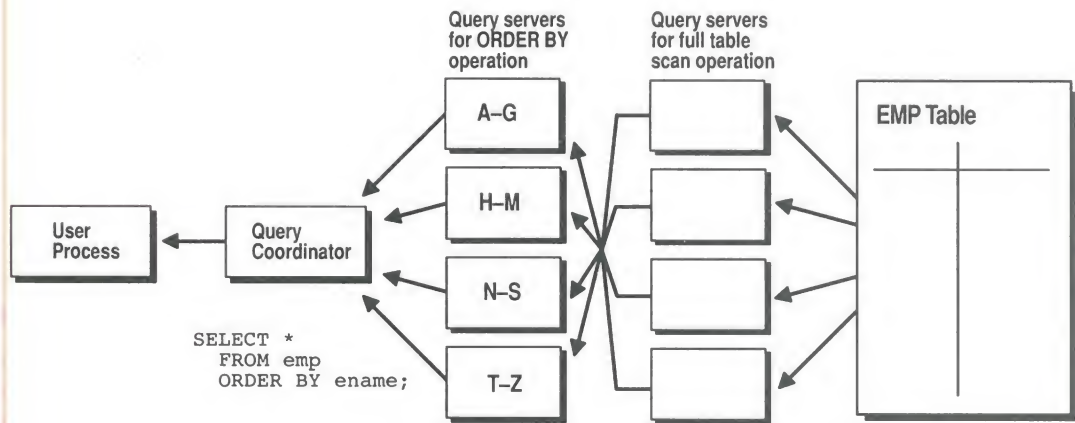 Query servers
for ORDER BY
operation
Query servers
for full table
scan operation
A–G
H–M
N–S
T–Z
EMP Table
User
Process
Query
Coordinator
SELECT *
FROM emp
ORDER BY ename;